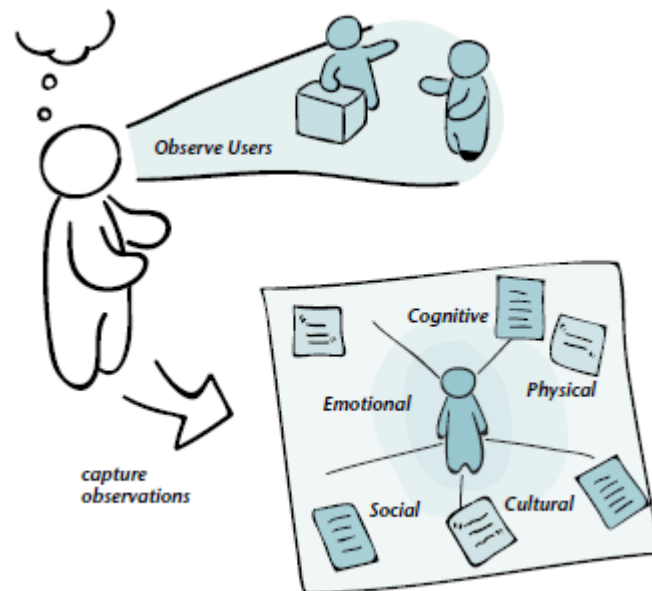 Observe Users
Cognitive
Physical
Emotional
capture
observations
Social
Cultural